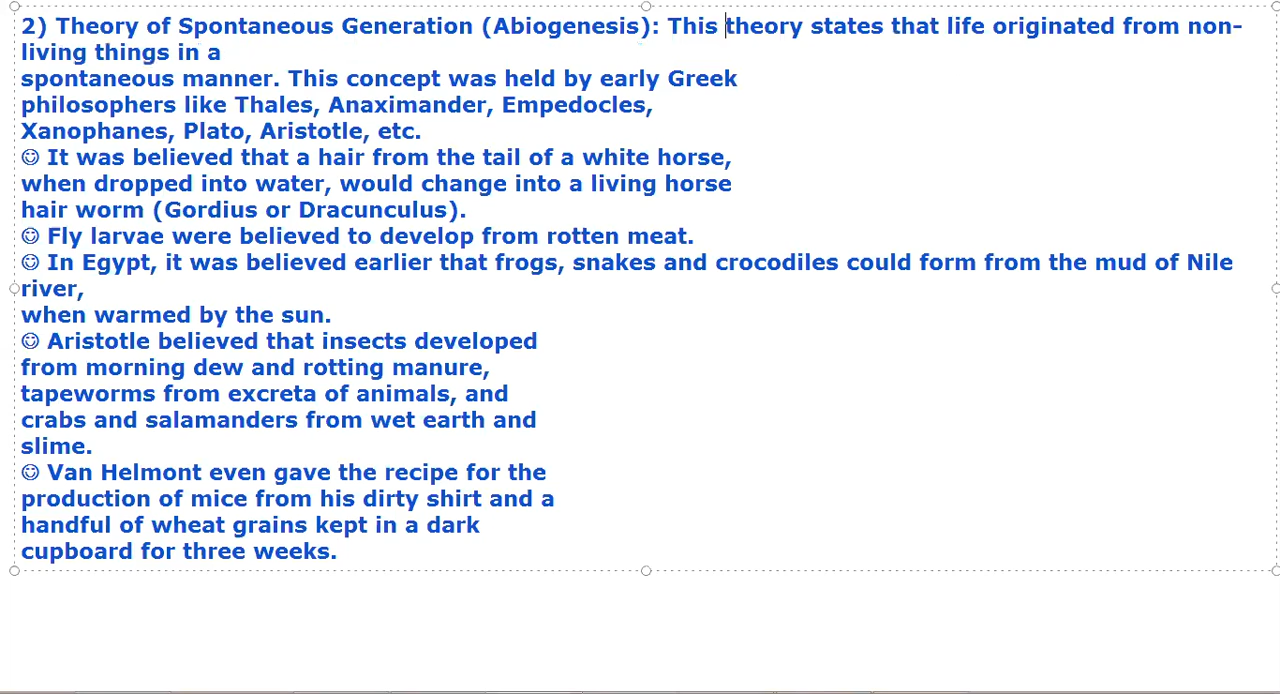 2) Theory of Spontaneous Generation (Abiogenesis): This theory states that life originated from non-
living things in a
spontaneous manner. This concept was held by early Greek
philosophers like Thales, Anaximander, Empedocles,
Xanophanes, Plato, Aristotle, etc.
☺ It was believed that a hair from the tail of a white horse,
when dropped into water, would change into a living horse
hair worm (Gordius or Dracunculus).
☺ Fly larvae were believed to develop from rotten meat.
☺ In Egypt, it was believed earlier that frogs, snakes and crocodiles could form from the mud of Nile
river,
when warmed by the sun.
☺ Aristotle believed that insects developed
from morning dew and rotting manure,
tapeworms from excreta of animals, and
crabs and salamanders from wet earth and
slime.
☺ Van Helmont even gave the recipe for the
production of mice from his dirty shirt and a
handful of wheat grains kept in a dark
cupboard for three weeks.